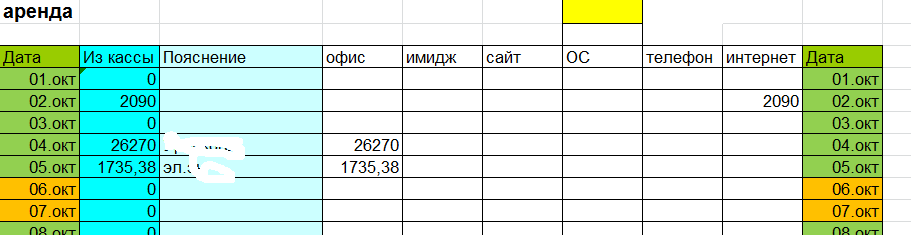 аренда
Дата Из кассы Пояснение офис имидж сайт ОС телефон интернет Дата
01.окт 0 01.окт
02.окт 2090 2090 02.окт
03.окт 0 03.окт
04.окт 26270 26270 04.окт
05.окт 1735,38 1735,38 05.окт
06.окт 0 06.окт
07.окт 0 07.окт
08.окт 0 08.окт